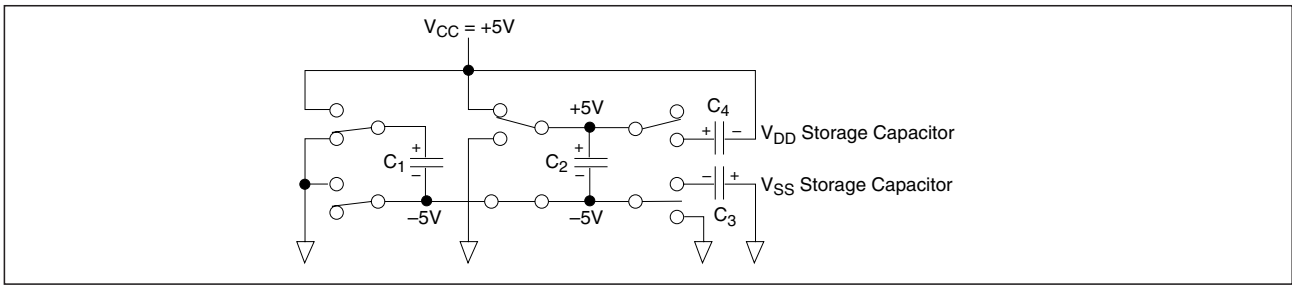 V_CC = +5V
+5V
C_4
+ – V_DD Storage Capacitor
+
C_1
–
+
C_2
–
– + V_SS Storage Capacitor
C_3
–5V
–5V